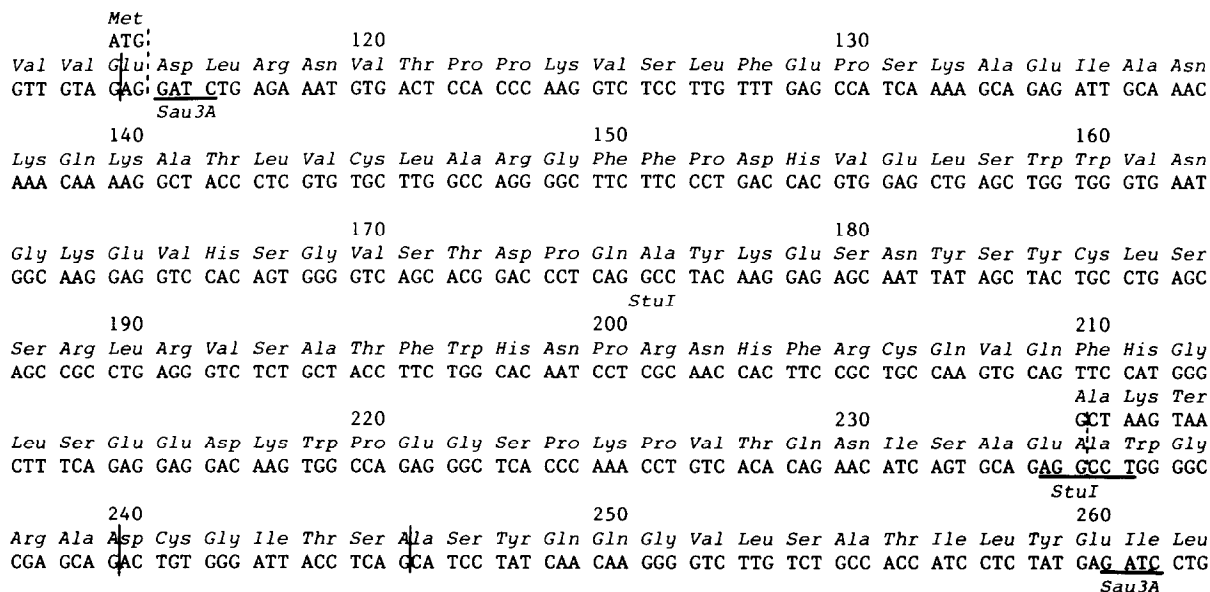 Met
ATG
120 130
Val Val Glu Asp Leu Arg Asn Val Thr Pro Pro Lys Val Ser Leu Phe Glu Pro Ser Lys Ala Glu Ile Ala Asn
GTT GTA GAG GAT CTG AGA AAT GTG ACT CCA CCC AAG GTC TCC TTG TTT GAG CCA TCA AAA GCA GAG ATT GCA AAC
Sau3A
140 150 160
Lys Gln Lys Ala Thr Leu Val Cys Leu Ala Arg Gly Phe Phe Pro Asp His Val Glu Leu Ser Trp Trp Val Asn
AAA CAA AAG GCT ACC CTC GTG TGC TTG GCC AGG GGC TTC TTC CCT GAC CAC GTG GAG CTG AGC TGG TGG GTG AAT
170 180
Gly Lys Glu Val His Ser Gly Val Ser Thr Asp Pro Gln Ala Tyr Lys Glu Ser Asn Tyr Ser Tyr Cys Leu Ser
GGC AAG GAG GTC CAC AGT GGG GTC AGC ACG GAC CCT CAG GCC TAC AAG GAG AGC AAT TAT AGC TAC TGC CTG AGC
StuI
190 200 210
Ser Arg Leu Arg Val Ser Ala Thr Phe Trp His Asn Pro Arg Asn His Phe Arg Cys Gln Val Gln Phe His Gly
AGC CGC CTG AGG GTC TCT GCT ACC TTC TGG CAC AAT CCT CGC AAC CAC TTC CGC TGC CAA GTG CAG TTC CAT GGG
Ala Lys Ter
GCT AAG TAA
220 230
Leu Ser Glu Glu Asp Lys Trp Pro Glu Gly Ser Pro Lys Pro Val Thr Gln Asn Ile Ser Ala Glu Ala Trp Gly
CTT TCA GAG GAG GAC AAG TGG CCA GAG GGC TCA CCC AAA CCT GTC ACA CAG AAC ATC AGT GCA GAG GCC TGG GGC
StuI
240 250 260
Arg Ala Asp Cys Gly Ile Thr Ser Ala Ser Tyr Gln Gln Gly Val Leu Ser Ala Thr Ile Leu Tyr Glu Ile Leu
CGA GCA GAC TGT GGG ATT ACC TCA GCA TCC TAT CAA CAA GGG GTC TTG TCT GCC ACC ATC CTC TAT GAG ATC CTG
Sau3A